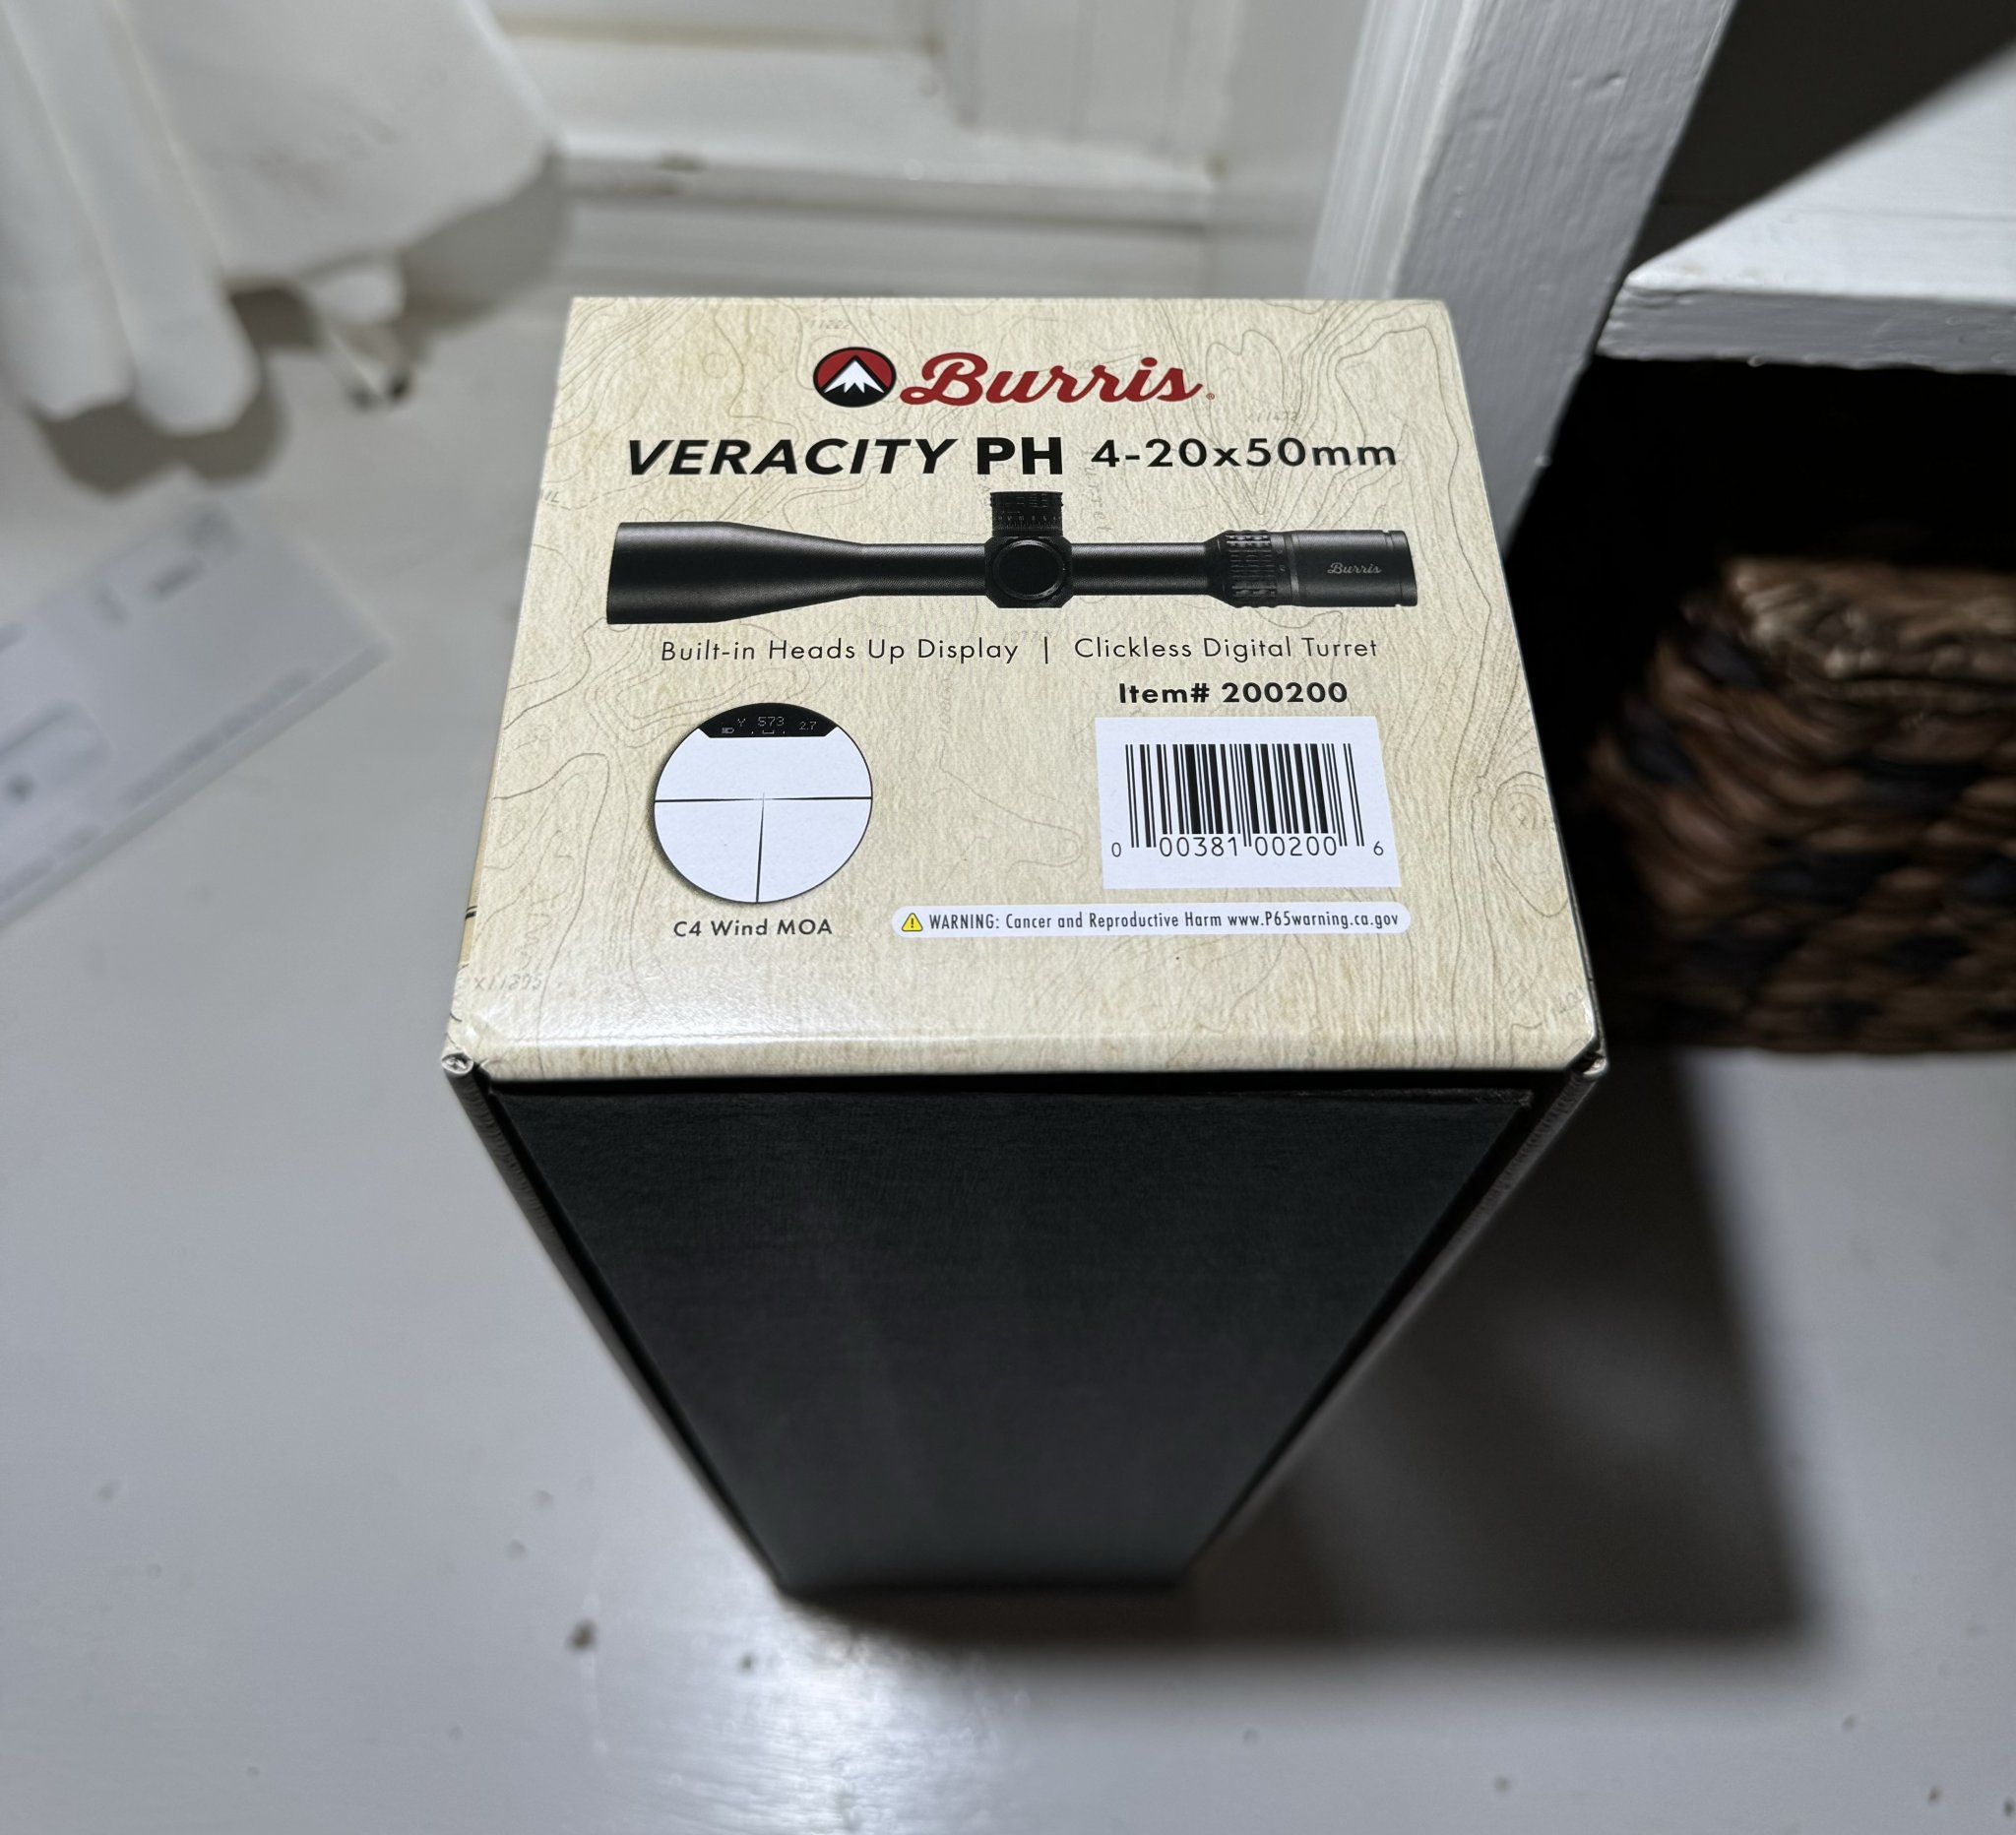 Burris
VERACITY PH 4-20x50mm
Burris
Built-in Heads Up Display | Clickless Digital Turret
Item# 200200
Y 573 2.7
0 00381 00200 6
C4 Wind MOA
WARNING: Cancer and Reproductive Harm www.P65warning.ca.gov